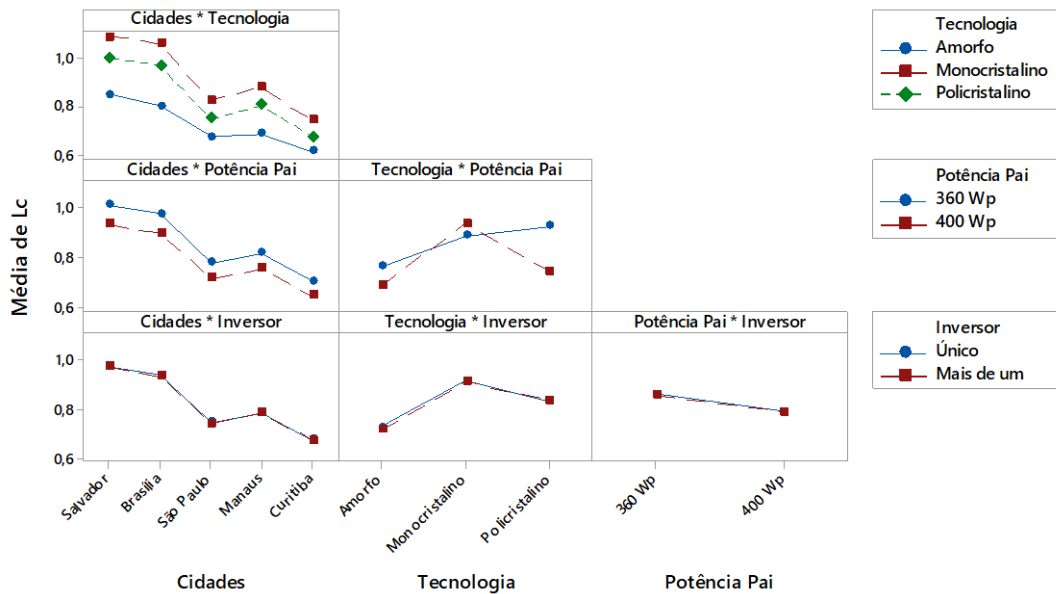 Cidades * Tecnologia
1,0
0,8
0,6
Tecnologia
Amorfo
Monocristalino
Policristalino
Cidades * Potência Pai
Tecnologia * Potência Pai
1,0
0,8
0,6
Potência Pai
360 Wp
400 Wp
Média de Lc
Cidades * Inversor
Tecnologia * Inversor
Potência Pai * Inversor
1,0
0,8
0,6
Inversor
Único
Mais de um
Salvador
Brasília
São Paulo
Manaus
Curitiba
Amorfo
Monocristalino
Policristalino
360 Wp
400 Wp
Cidades
Tecnologia
Potência Pai